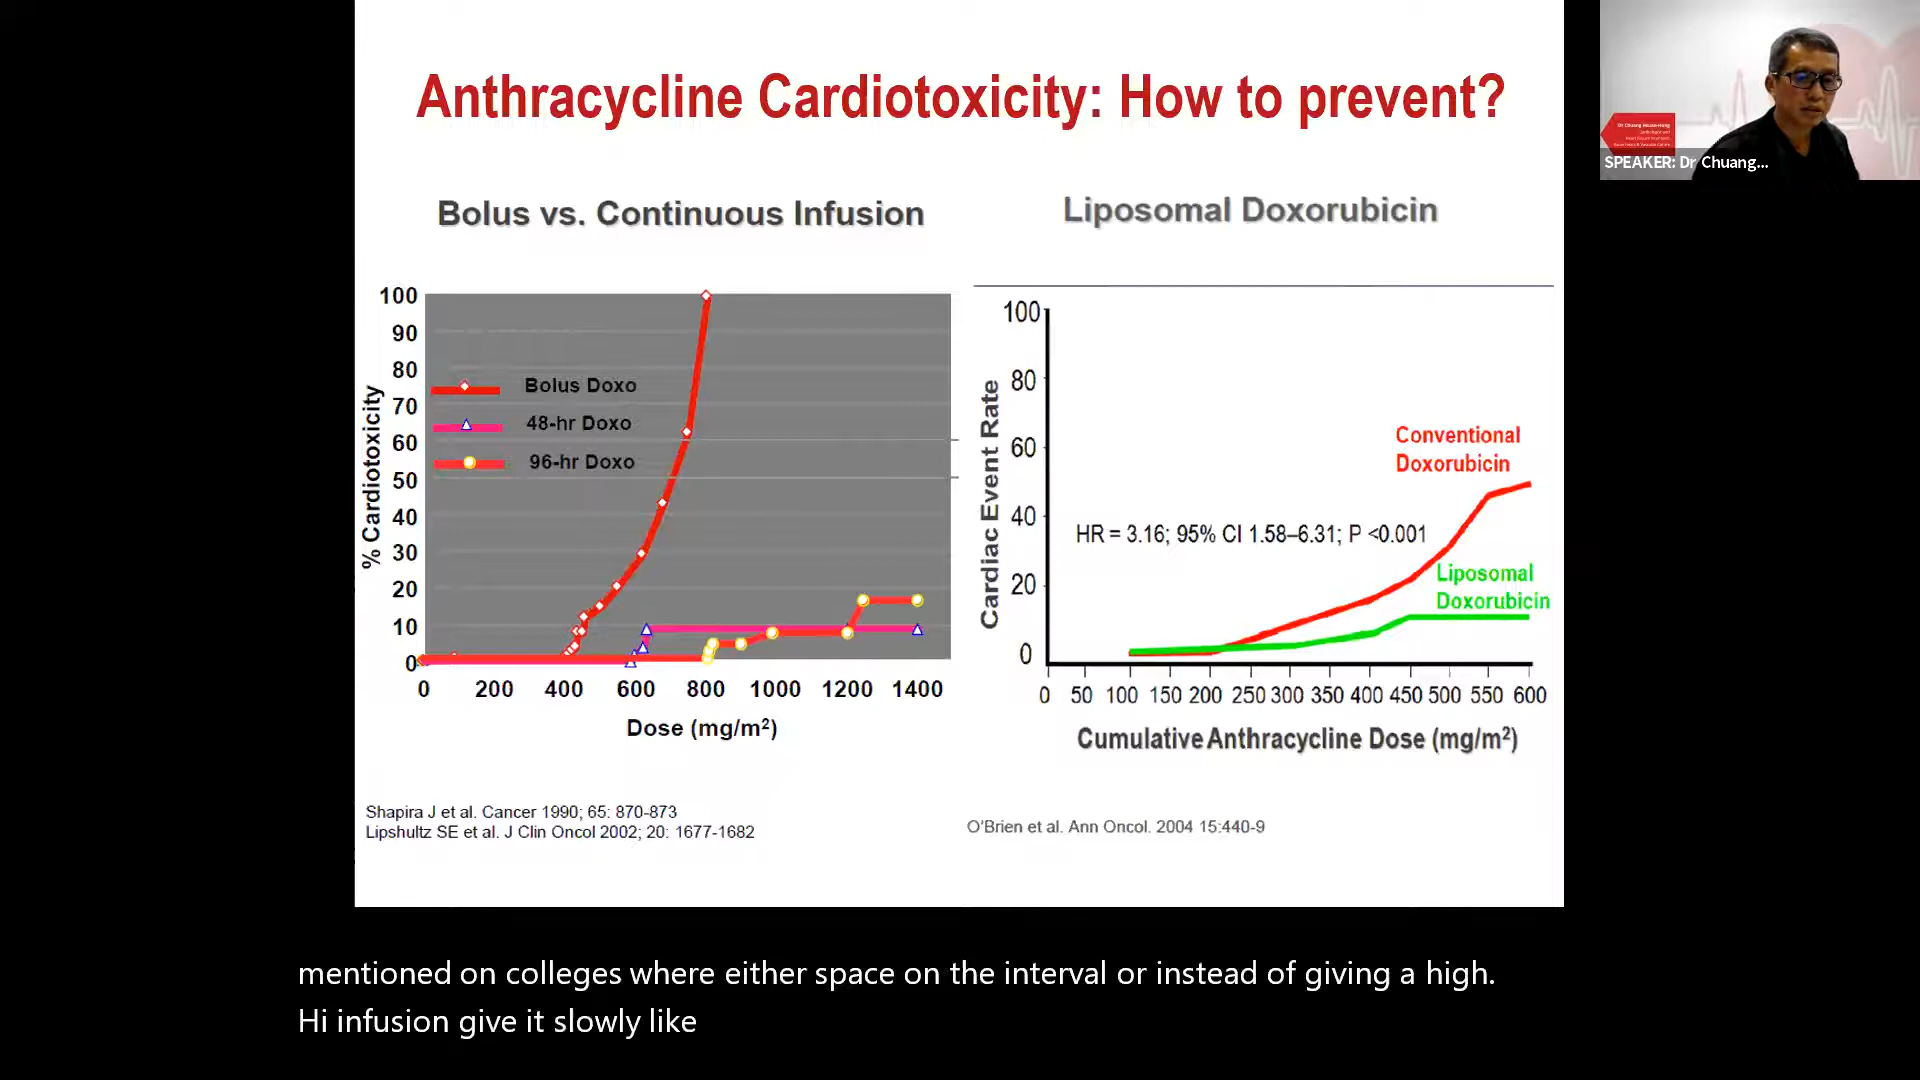 Anthracycline Cardiotoxicity: How to prevent?
Bolus vs. Continuous Infusion
100
90
80
70
60
50
40
30
20
10
0
% Cardiotoxicity
Bolus Doxo
48-hr Doxo
96-hr Doxo
0 200 400 600 800 1000 1200 1400
Dose (mg/m²)
Shapira J et al. Cancer 1990; 65: 870-873
Lipshultz SE et al. J Clin Oncol 2002; 20: 1677-1682
Liposomal Doxorubicin
100
80
60
40
20
0
Cardiac Event Rate
Conventional
Doxorubicin
HR = 3.16; 95% CI 1.58–6.31; P <0.001
Liposomal
Doxorubicin
0 50 100 150 200 250 300 350 400 450 500 550 600
Cumulative Anthracycline Dose (mg/m²)
O'Brien et al. Ann Oncol. 2004 15:440-9
SPEAKER: Dr Chuang...
mentioned on colleges where either space on the interval or instead of giving a high.
Hi infusion give it slowly like